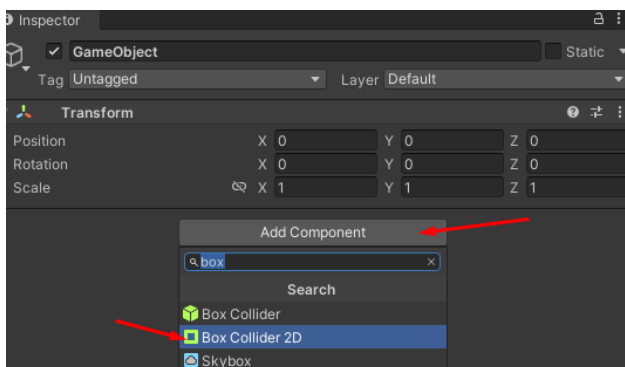 Inspector
GameObject Static
Tag Untagged Layer Default
Transform
Position X 0 Y 0 Z 0
Rotation X 0 Y 0 Z 0
Scale X 1 Y 1 Z 1
Add Component
box
Search
Box Collider
Box Collider 2D
Skybox